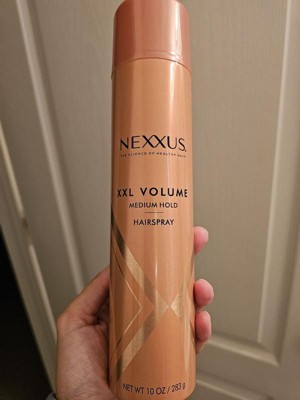 NEXXUS
THE SCIENCE OF HEALTHY HAIR
XXL VOLUME
MEDIUM HOLD
HAIRSPRAY
NET WT 10 OZ / 283 g